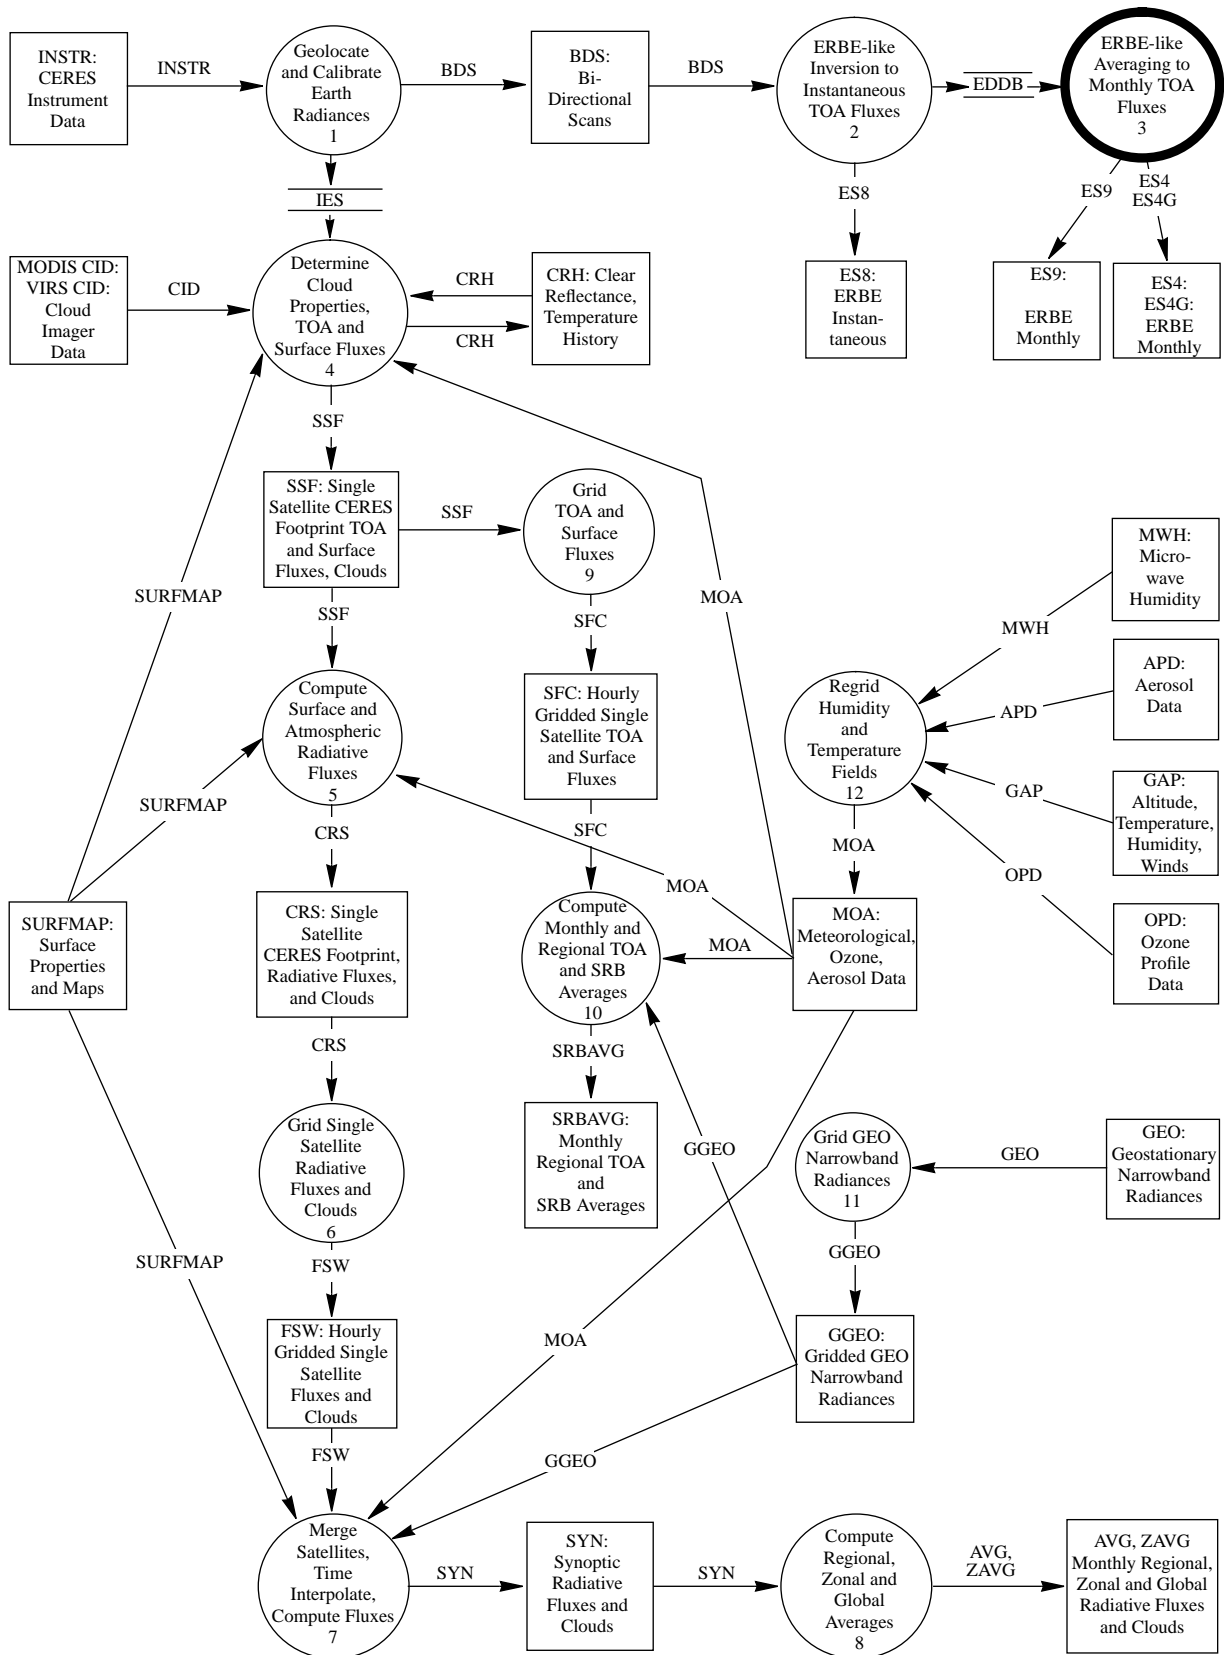 INSTR:
CERES
Instrument
Data
INSTR
Geolocate
and Calibrate
Earth
Radiances
1
BDS
BDS:
Bi-
Directional
Scans
BDS
ERBE-like
Inversion to
Instantaneous
TOA Fluxes
2
EDDB
ERBE-like
Averaging to
Monthly TOA
Fluxes
3
IES
ES8
ES9
ES4
ES4G
MODIS CID:
VIRS CID:
Cloud
Imager
Data
CID
Determine
Cloud
Properties,
TOA and
Surface Fluxes
4
CRH
CRH
CRH: Clear
Reflectance,
Temperature
History
ES8:
ERBE
Instan-
taneous
ES9:
ERBE
Monthly
ES4:
ES4G:
ERBE
Monthly
SSF
SSF: Single
Satellite CERES
Footprint TOA
and Surface
Fluxes, Clouds
SSF
Grid
TOA and
Surface
Fluxes
9
MWH:
Micro-
wave
Humidity
SURFMAP
SSF
SFC
MOA
MWH
Compute
Surface and
Atmospheric
Radiative
Fluxes
5
SFC: Hourly
Gridded Single
Satellite TOA
and Surface
Fluxes
Regrid
Humidity
and
Temperature
Fields
12
APD
APD:
Aerosol
Data
SURFMAP
GAP
GAP:
Altitude,
Temperature,
Humidity,
Winds
CRS
SFC
MOA
MOA
OPD
SURFMAP:
Surface
Properties
and Maps
CRS: Single
Satellite
CERES Footprint,
Radiative Fluxes,
and Clouds
Compute
Monthly and
Regional TOA
and SRB
Averages
10
MOA
MOA:
Meteorological,
Ozone,
Aerosol Data
OPD:
Ozone
Profile
Data
CRS
SRBAVG
Grid Single
Satellite
Radiative
Fluxes and
Clouds
6
SRBAVG:
Monthly
Regional TOA
and
SRB Averages
GGEO
Grid GEO
Narrowband
Radiances
11
GEO
GEO:
Geostationary
Narrowband
Radiances
SURFMAP
FSW
GGEO
FSW: Hourly
Gridded Single
Satellite
Fluxes and
Clouds
MOA
GGEO:
Gridded GEO
Narrowband
Radiances
FSW
GGEO
Merge
Satellites,
Time
Interpolate,
Compute Fluxes
7
SYN
SYN:
Synoptic
Radiative
Fluxes and
Clouds
SYN
Compute
Regional,
Zonal and
Global
Averages
8
AVG,
ZAVG
AVG, ZAVG
Monthly Regional,
Zonal and Global
Radiative Fluxes
and Clouds